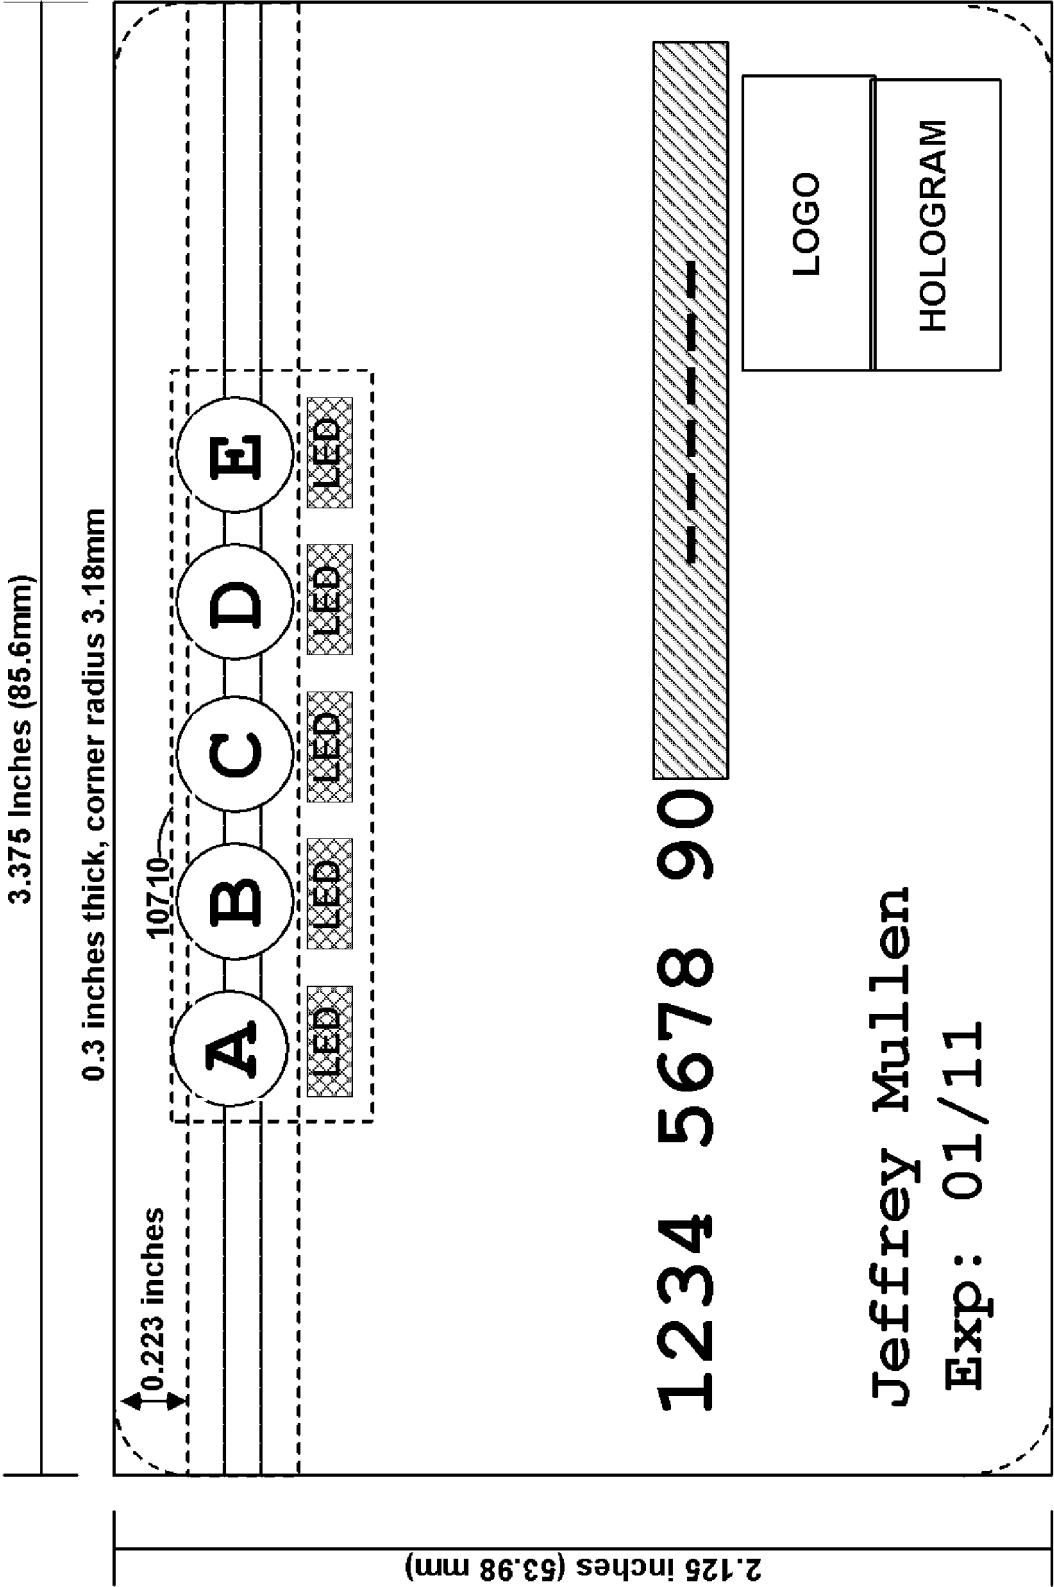 3.375 Inches (85.6mm)
0.3 inches thick, corner radius 3.18mm
0.223 inches
10710
A B C D E
LED LED LED LED LED
1234 5678 90
LOGO
HOLOGRAM
Jeffrey Mullen
Exp: 01/11
2.125 inches (53.98 mm)